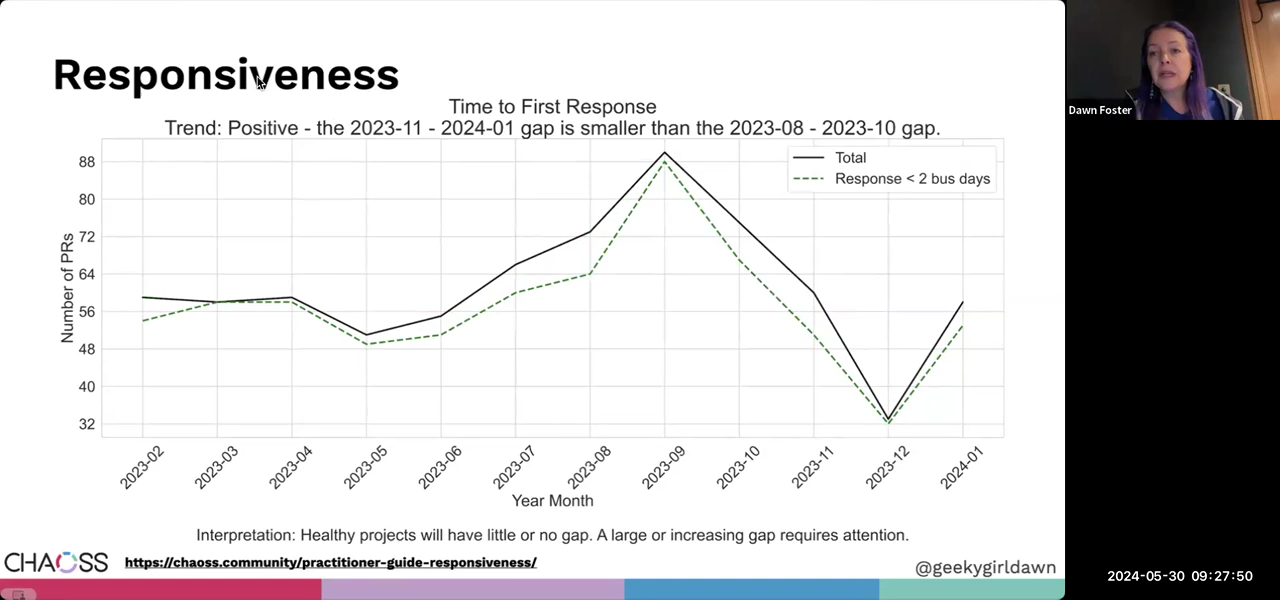 Responsiveness
Time to First Response
Trend: Positive - the 2023-11 - 2024-01 gap is smaller than the 2023-08 - 2023-10 gap.
Total
Response < 2 bus days
Number of PRs
88
80
72
64
56
48
40
32
2023-02
2023-03
2023-04
2023-05
2023-06
2023-07
2023-08
2023-09
2023-10
2023-11
2023-12
2024-01
Year Month
Interpretation: Healthy projects will have little or no gap. A large or increasing gap requires attention.
CHAOSS
https://chaoss.community/practitioner-guide-responsiveness/
@geekygirldawn
Dawn Foster
2024-05-30 09:27:50